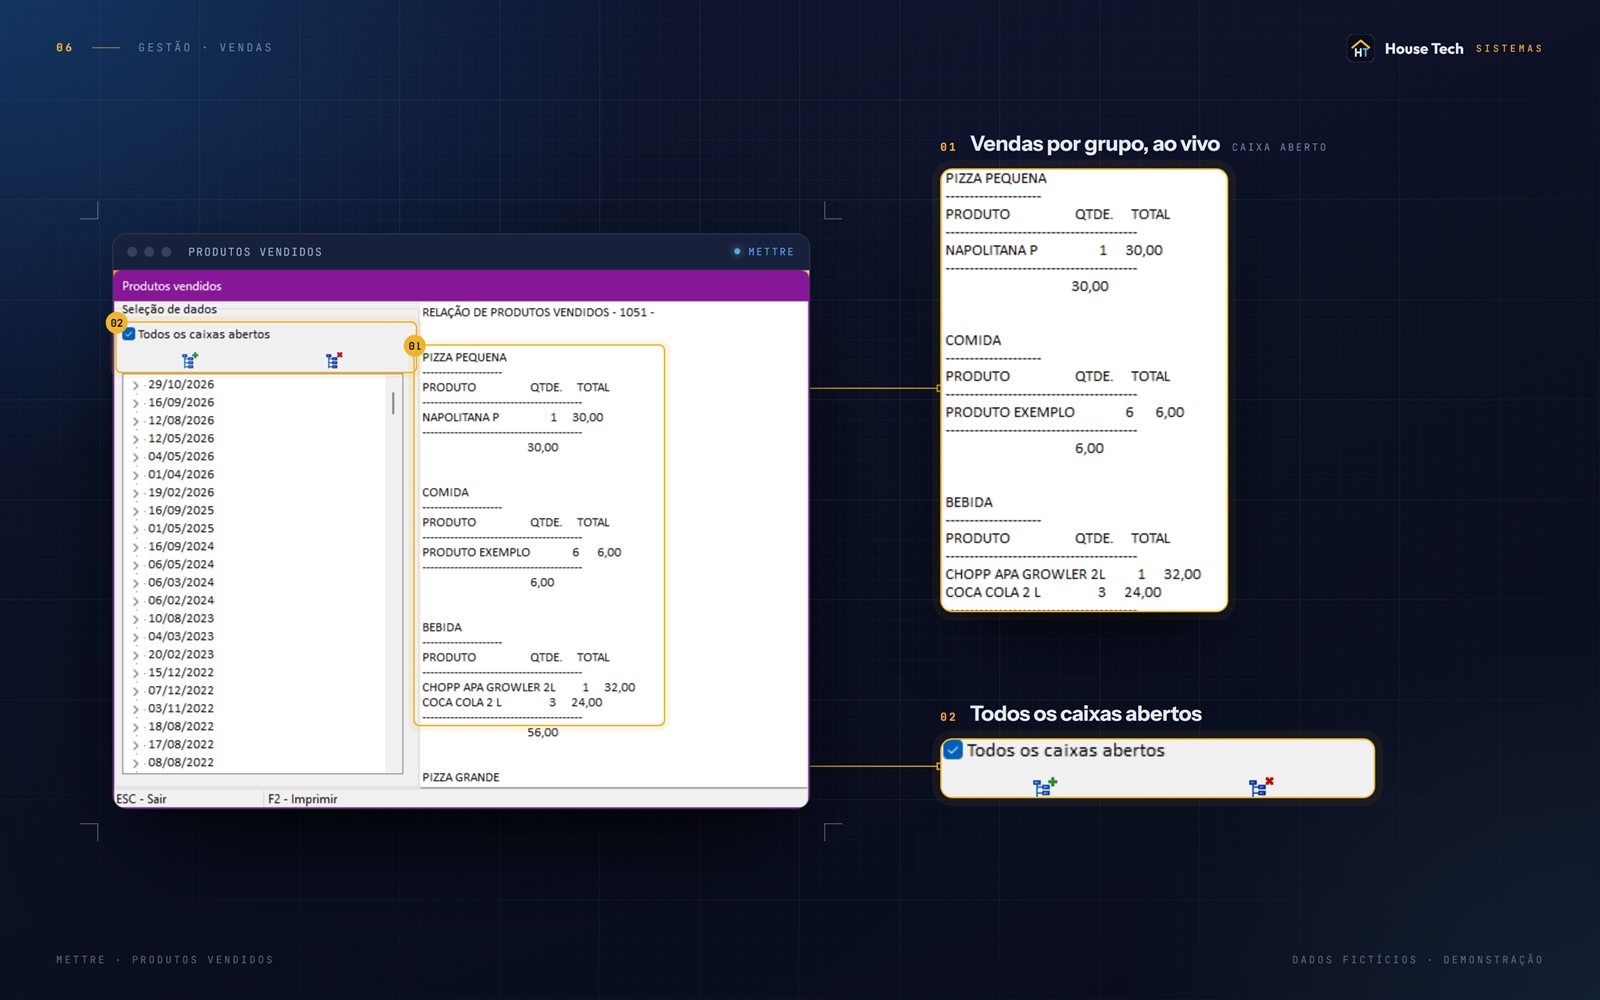 06 GESTÃO · VENDAS
HT House Tech SISTEMAS
PRODUTOS VENDIDOS METTRE
Produtos vendidos
Seleção de dados
02
Todos os caixas abertos
29/10/2026
16/09/2026
12/08/2026
12/05/2026
04/05/2026
01/04/2026
19/02/2026
16/09/2025
01/05/2025
16/09/2024
06/05/2024
06/03/2024
06/02/2024
10/08/2023
04/03/2023
20/02/2023
15/12/2022
07/12/2022
03/11/2022
18/08/2022
17/08/2022
08/08/2022
RELAÇÃO DE PRODUTOS VENDIDOS - 1051 -
01
PIZZA PEQUENA
--------------------
PRODUTO QTDE. TOTAL
----------------------------------------
NAPOLITANA P 1 30,00
----------------------------------------
30,00
COMIDA
--------------------
PRODUTO QTDE. TOTAL
----------------------------------------
PRODUTO EXEMPLO 6 6,00
----------------------------------------
6,00
BEBIDA
--------------------
PRODUTO QTDE. TOTAL
----------------------------------------
CHOPP APA GROWLER 2L 1 32,00
COCA COLA 2 L 3 24,00
----------------------------------------
56,00
PIZZA GRANDE
ESC - Sair F2 - Imprimir
01 Vendas por grupo, ao vivo CAIXA ABERTO
PIZZA PEQUENA
--------------------
PRODUTO QTDE. TOTAL
----------------------------------------
NAPOLITANA P 1 30,00
----------------------------------------
30,00
COMIDA
--------------------
PRODUTO QTDE. TOTAL
----------------------------------------
PRODUTO EXEMPLO 6 6,00
----------------------------------------
6,00
BEBIDA
--------------------
PRODUTO QTDE. TOTAL
----------------------------------------
CHOPP APA GROWLER 2L 1 32,00
COCA COLA 2 L 3 24,00
----------------------------------------
02 Todos os caixas abertos
Todos os caixas abertos
METTRE · PRODUTOS VENDIDOS
DADOS FICTÍCIOS · DEMONSTRAÇÃO